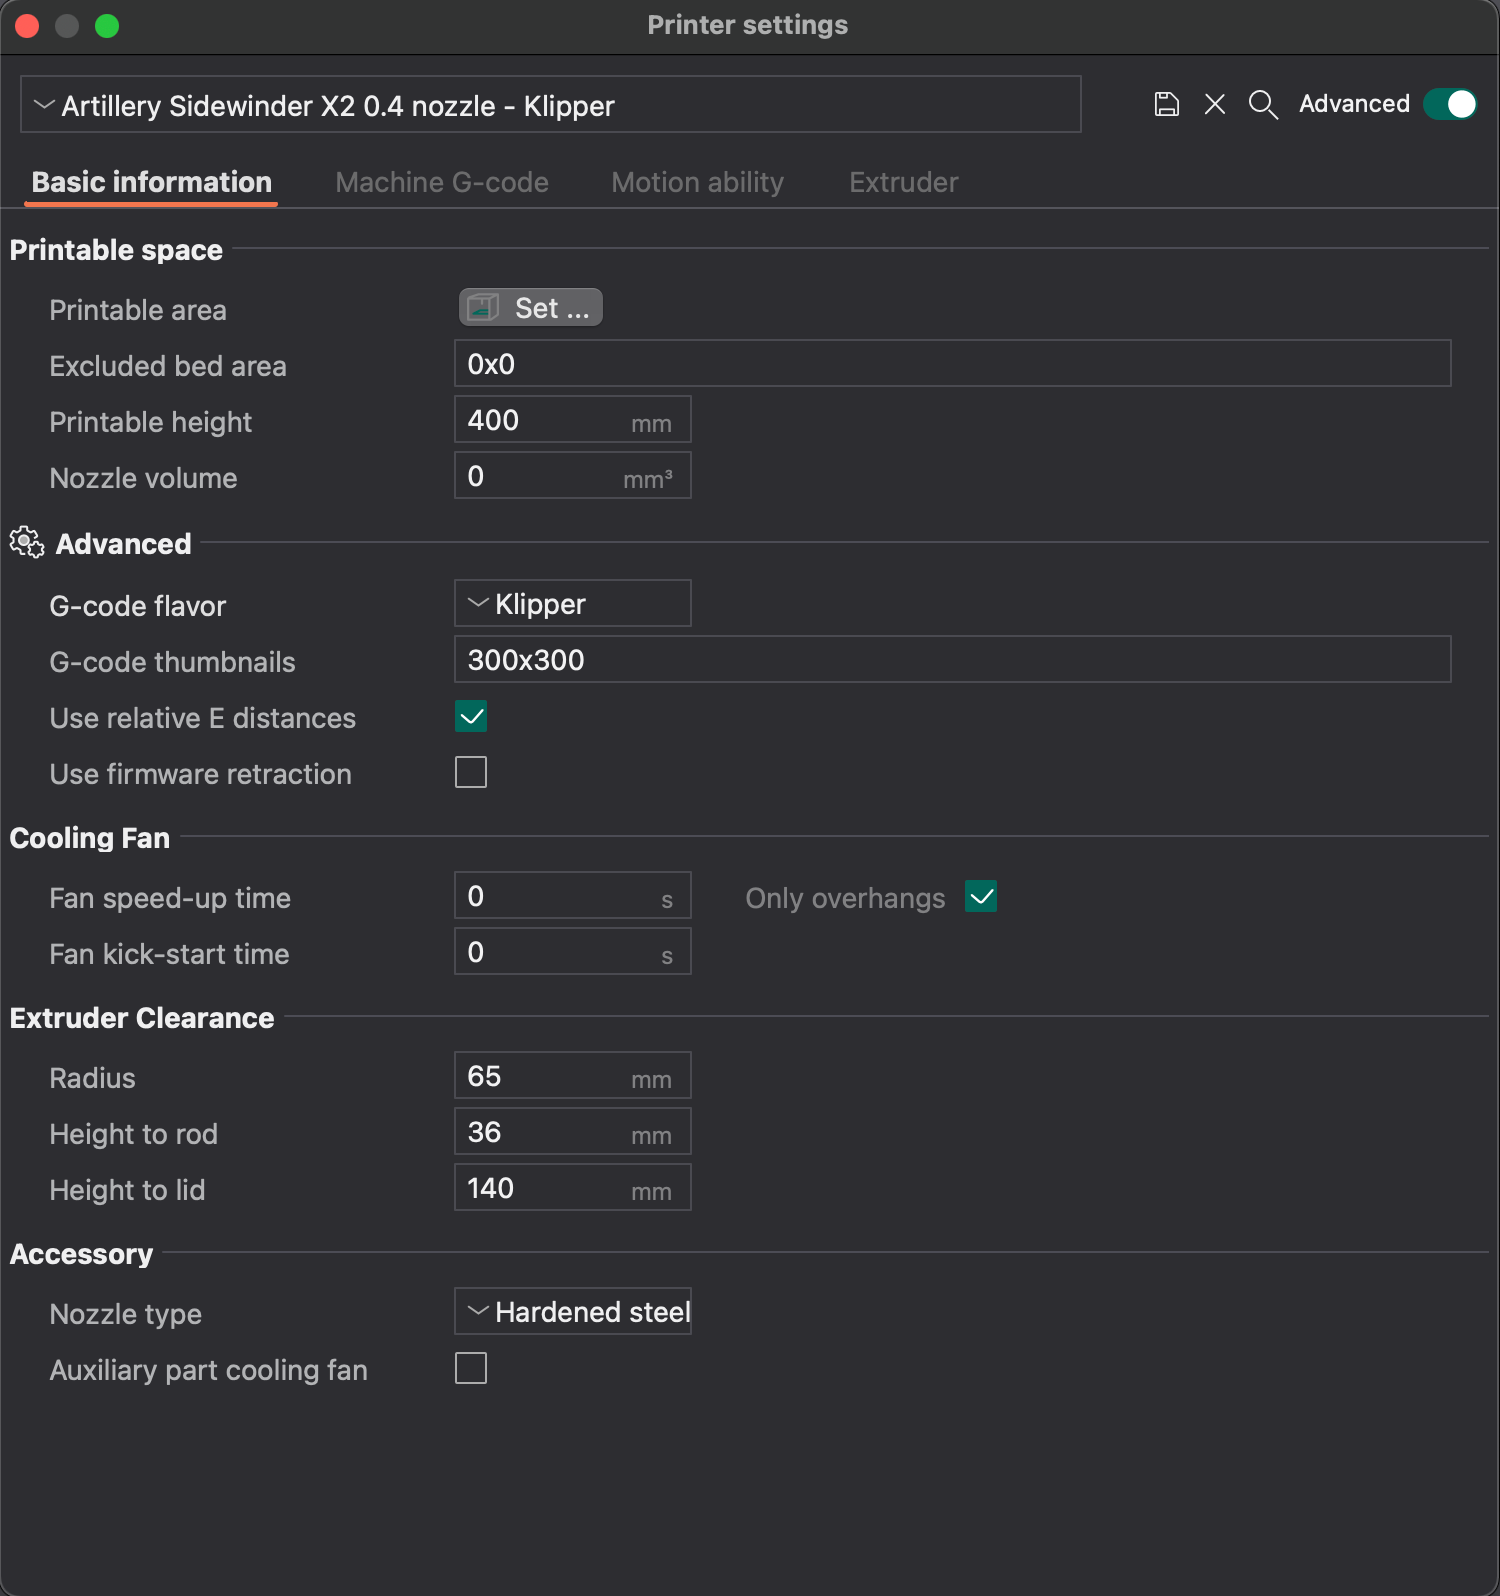 Printer settings
Artillery Sidewinder X2 0.4 nozzle - Klipper
Advanced
Basic information Machine G-code Motion ability Extruder
Printable space
Printable area Set ...
Excluded bed area 0x0
Printable height 400 mm
Nozzle volume 0 mm³
Advanced
G-code flavor Klipper
G-code thumbnails 300x300
Use relative E distances
Use firmware retraction
Cooling Fan
Fan speed-up time 0 s Only overhangs
Fan kick-start time 0 s
Extruder Clearance
Radius 65 mm
Height to rod 36 mm
Height to lid 140 mm
Accessory
Nozzle type Hardened steel
Auxiliary part cooling fan